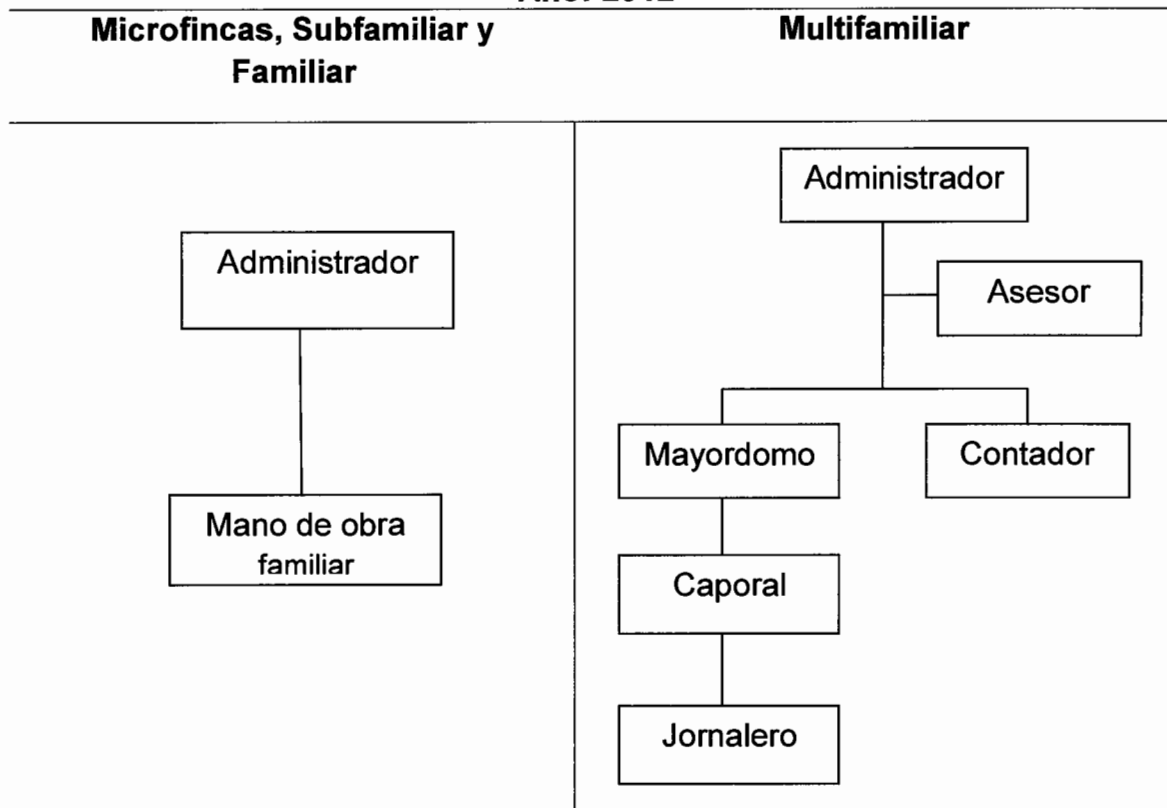 Microfincas, Subfamiliar y
Familiar
Multifamiliar
Administrador
Mano de obra
familiar
Administrador
Asesor
Mayordomo
Contador
Caporal
Jornalero